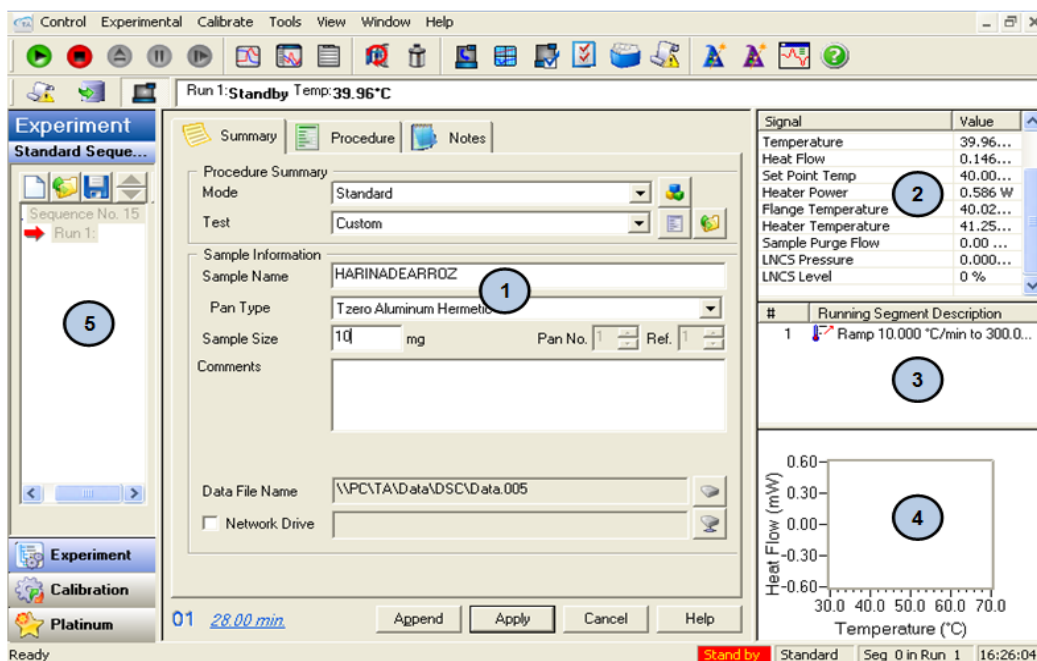 Control Experimental Calibrate Tools View Window Help
Run 1:Standby Temp:39.96°C
Experiment
Standard Seque...
Sequence No. 15
Run 1:
5
Experiment
Calibration
Platinum
Summary Procedure Notes
Procedure Summary
Mode Standard
Test Custom
Sample Information
Sample Name HARINADEARROZ
1
Pan Type Tzero Aluminum Hermetic
Sample Size 10 mg Pan No. 1 Ref. 1
Comments
Data File Name \\PC\TA\Data\DSC\Data.005
Network Drive
01 28.00 min. Append Apply Cancel Help
Signal Value
Temperature 39.96...
Heat Flow 0.146...
Set Point Temp 40.00...
Heater Power 0.586 W
2
Flange Temperature 40.02...
Heater Temperature 41.25...
Sample Purge Flow 0.00 ...
LNCS Pressure 0.000...
LNCS Level 0 %
# Running Segment Description
1 Ramp 10.000 °C/min to 300.0...
3
Heat Flow (mW)
0.60
0.30
0.00
-0.30
-0.60
4
30.0 40.0 50.0 60.0 70.0
Temperature (°C)
Ready Stand by Standard Seg 0 in Run 1 16:26:04